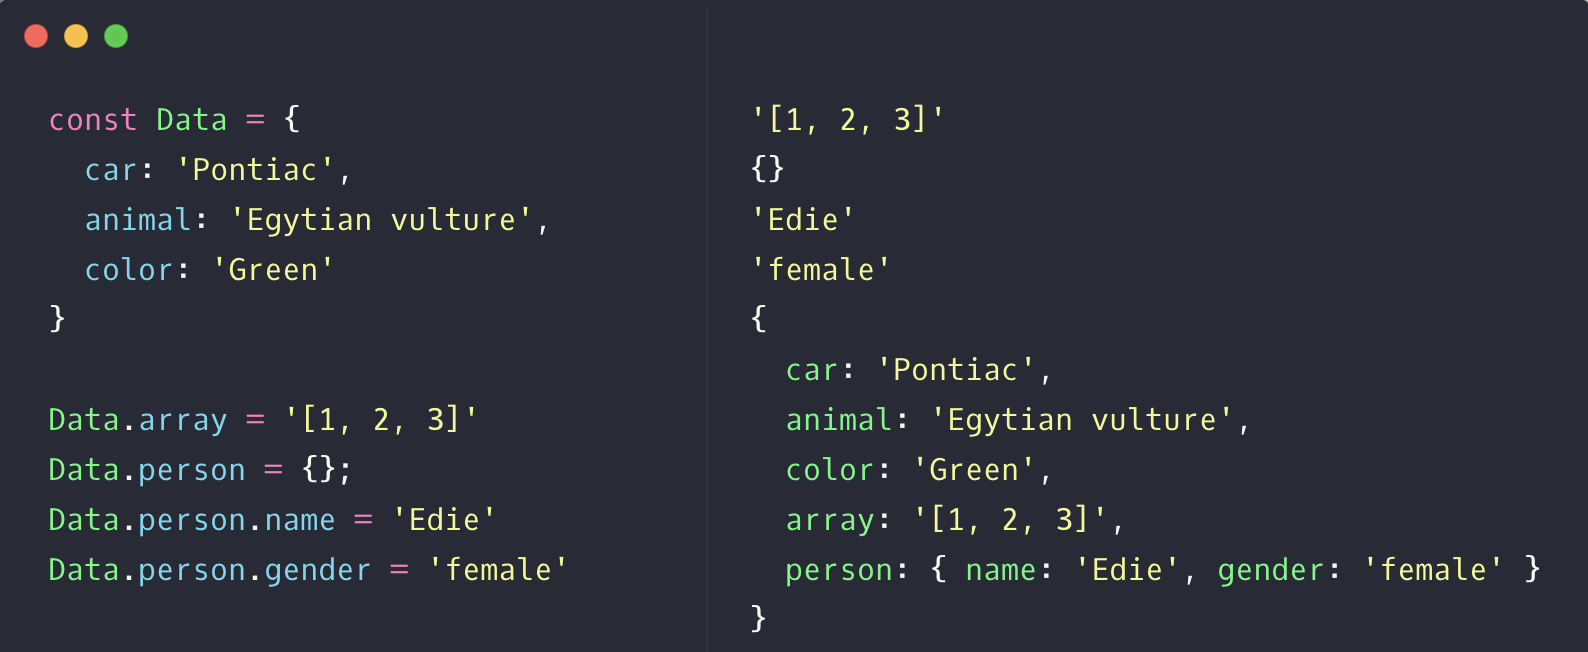 const Data = {
  car: 'Pontiac',
  animal: 'Egytian vulture',
  color: 'Green'
}
Data.array = '[1, 2, 3]'
Data.person = {};
Data.person.name = 'Edie'
Data.person.gender = 'female'
'[1, 2, 3]'
{}
'Edie'
'female'
{
  car: 'Pontiac',
  animal: 'Egytian vulture',
  color: 'Green',
  array: '[1, 2, 3]',
  person: { name: 'Edie', gender: 'female' }
}